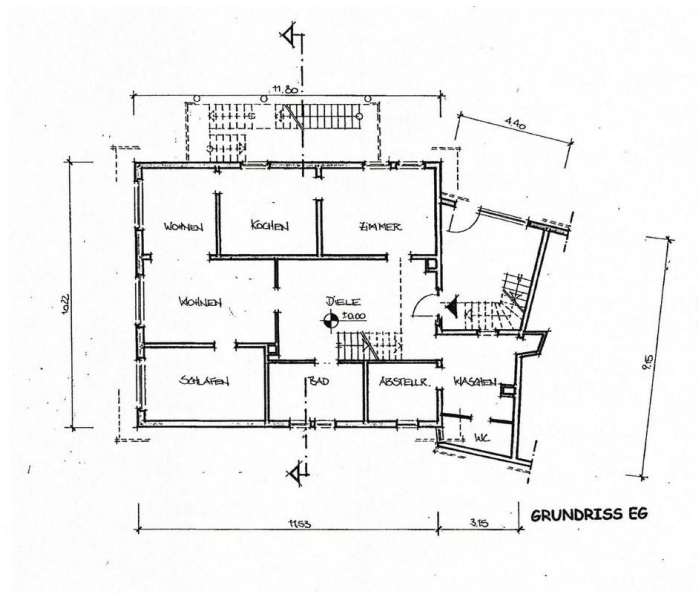 11.80
4.40
WOHNEN
KOCHEN
ZIMMER
WOHNEN
DIELE
±0.00
10.22
9.15
SCHLAFEN
BAD
ABSTELLR.
WASCHEN
WC
11.53
3.15
GRUNDRISS EG